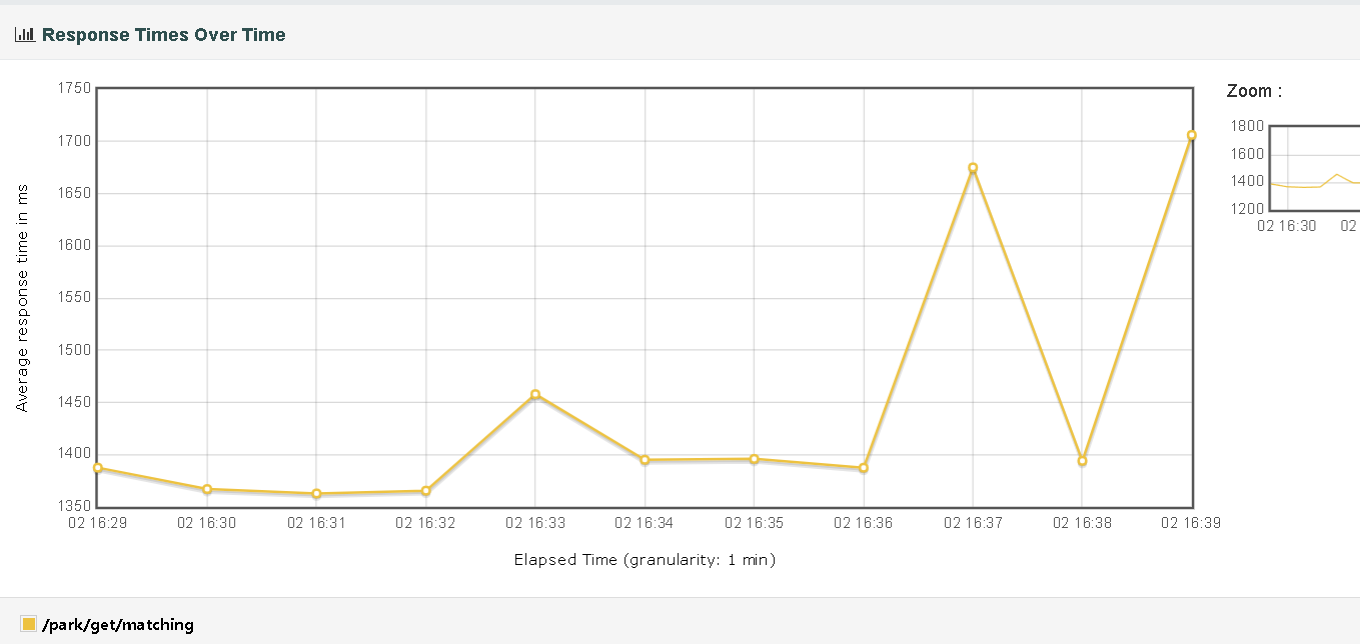 Response Times Over Time
Zoom :
1750
1700
1650
1600
1550
1500
1450
1400
1350
Average response time in ms
02 16:29 02 16:30 02 16:31 02 16:32 02 16:33 02 16:34 02 16:35 02 16:36 02 16:37 02 16:38 02 16:39
Elapsed Time (granularity: 1 min)
1800
1600
1400
1200
02 16:30 02
/park/get/matching